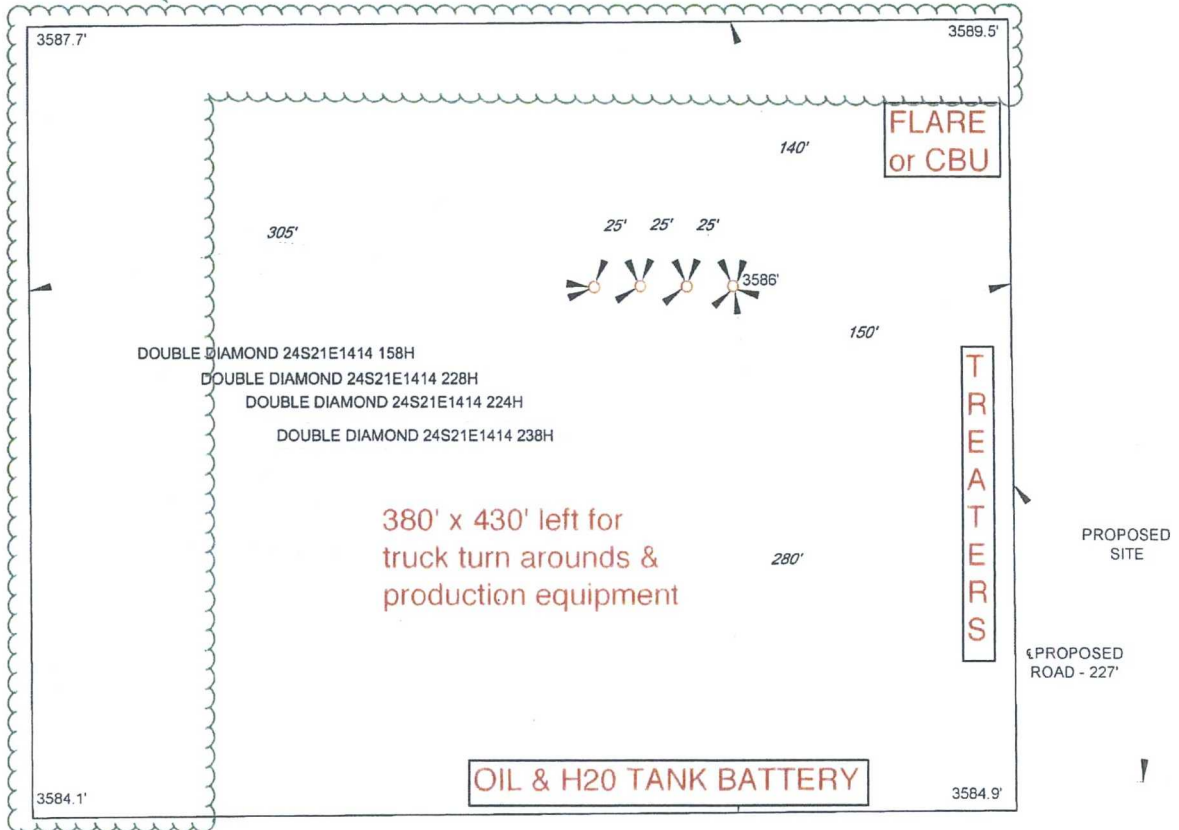 3587.7'
3589.5'
FLARE
or CBU
140'
305'
25' 25' 25'
3586'
150'
DOUBLE DIAMOND 24S21E1414 158H
DOUBLE DIAMOND 24S21E1414 228H
DOUBLE DIAMOND 24S21E1414 224H
DOUBLE DIAMOND 24S21E1414 238H
TREATERS
380' x 430' left for
truck turn arounds &
production equipment
280'
PROPOSED
SITE
℄PROPOSED
ROAD - 227'
OIL & H20 TANK BATTERY
3584.1'
3584.9'